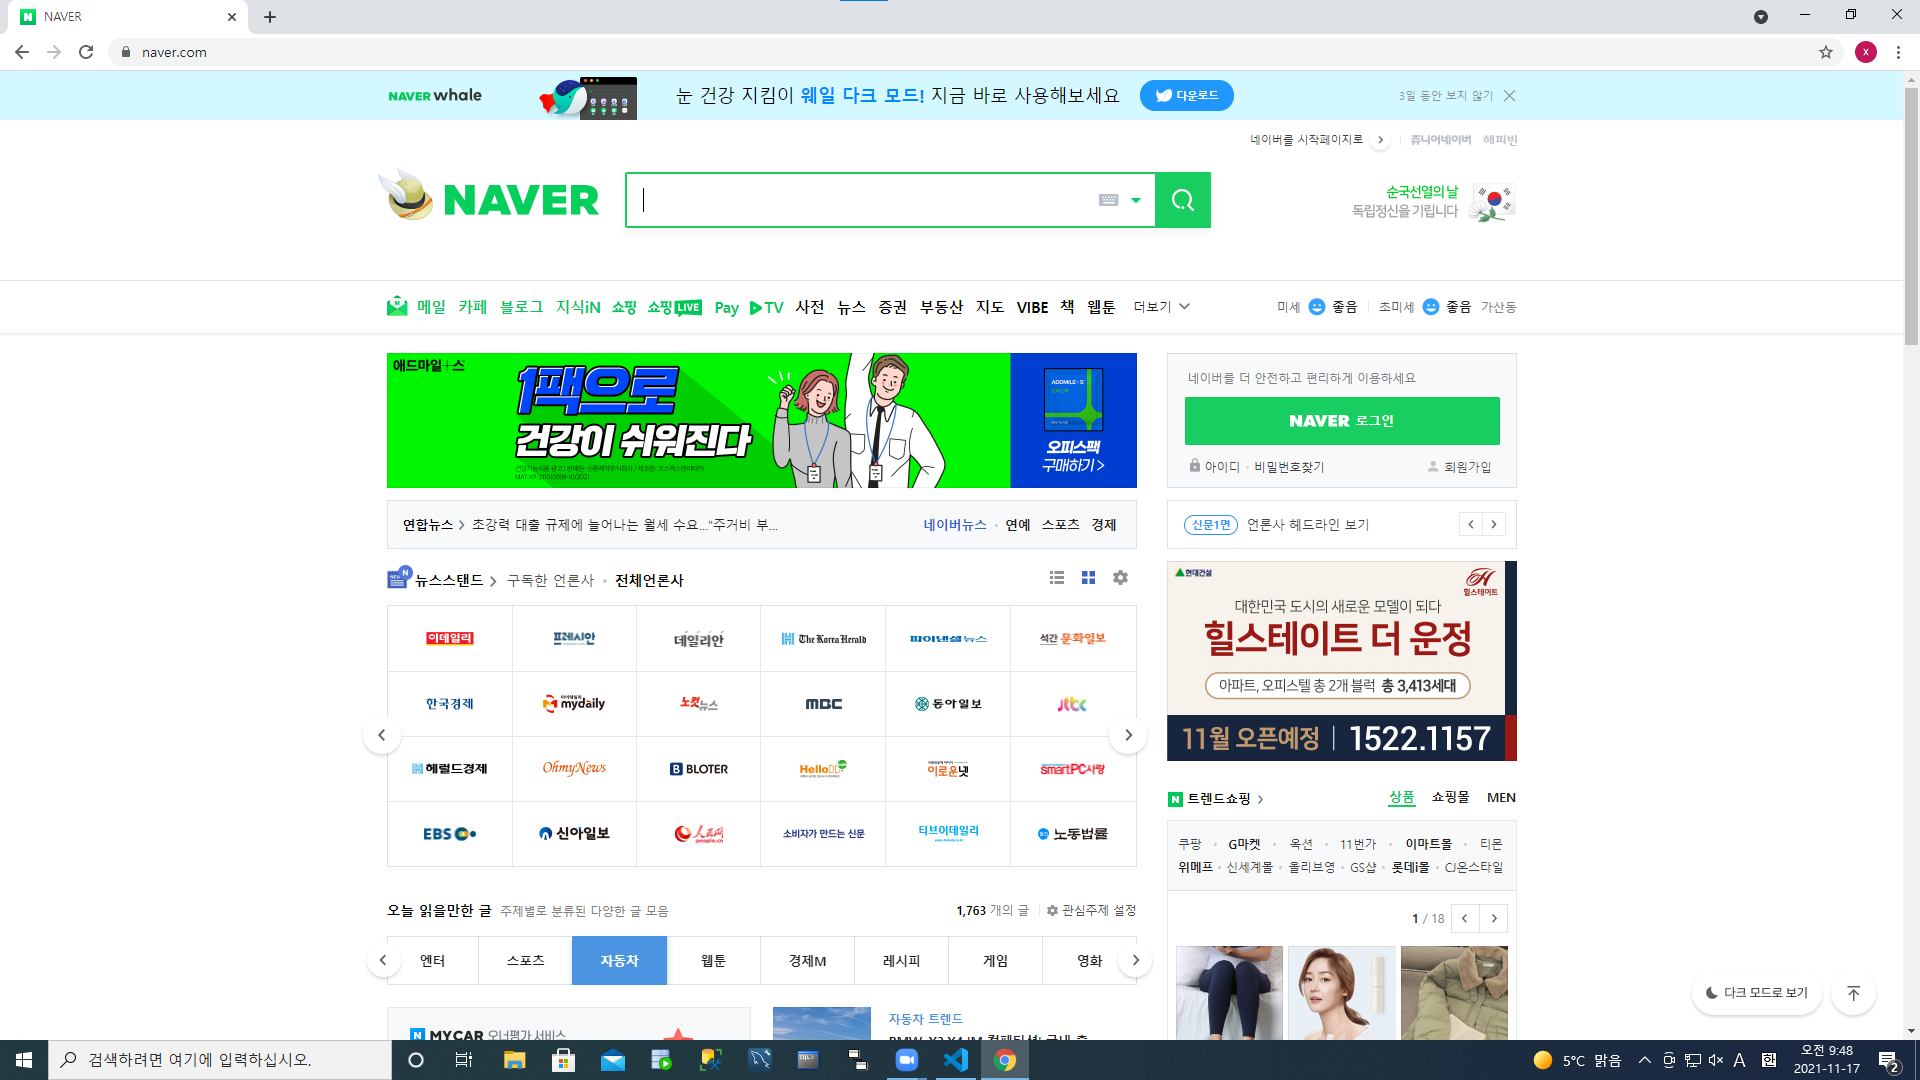 NAVER
naver.com
x
NAVER whale
눈 건강 지킴이 웨일 다크 모드! 지금 바로 사용해보세요
다운로드
3일 동안 보지 않기
네이버를 시작페이지로
쥬니어네이버 해피빈
NAVER
순국선열의 날
독립정신을 기립니다
메일 카페 블로그 지식iN 쇼핑 쇼핑LIVE Pay TV 사전 뉴스 증권 부동산 지도 VIBE 책 웹툰 더보기
미세 좋음 초미세 좋음 가산동
애드마일+스
1팩으로
건강이 쉬워진다
ADDMILE+S
오피스팩
구매하기 >
네이버를 더 안전하고 편리하게 이용하세요
NAVER 로그인
아이디 · 비밀번호찾기
회원가입
연합뉴스 > 초강력 대출 규제에 늘어나는 월세 수요..."주거비 부...
네이버뉴스 · 연예 스포츠 경제
신문1면 언론사 헤드라인 보기
NEW N 뉴스스탠드 > 구독한 언론사 · 전체언론사
이데일리 프레시안 데일리안 The Korea Herald 파이낸셜뉴스 석간 문화일보
한국경제 마이데일리 mydaily 노컷뉴스 MBC 동아일보 jtbc
헤럴드경제 OhmyNews BLOTER HelloDD 이로운넷 smartPC사랑
EBS 신아일보 人民网 people.cn 소비자가 만드는 신문 티브이데일리 노동법률
현대건설
힐스테이트
대한민국 도시의 새로운 모델이 되다
힐스테이트 더 운정
아파트, 오피스텔 총 2개 블럭 총 3,413세대
11월 오픈예정 | 1522.1157
N 트렌드쇼핑 >
상품 쇼핑몰 MEN
쿠팡 · G마켓 · 옥션 · 11번가 · 이마트몰 · 티몬
위메프 · 신세계몰 · 올리브영 · GS샵 · 롯데i몰 · CJ온스타일
1 / 18
오늘 읽을만한 글 주제별로 분류된 다양한 글 모음
1,763 개의 글 관심주제 설정
엔터 스포츠 자동차 웹툰 경제M 레시피 게임 영화
N MYCAR 오너평가 서비스
자동차 트렌드
다크 모드로 보기
검색하려면 여기에 입력하십시오.
SQL
5°C 맑음
A 한
오전 9:48
2021-11-17
2